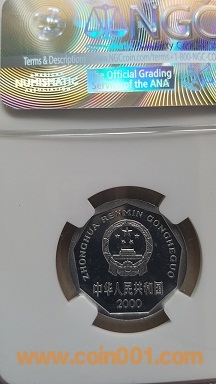 NGC
Terms & Descriptions
AMERICAN
NUMISMATIC
The Official Grading
Service of the ANA
ZHONGHUA RENMIN GONGHEGUO
中华人民共和国
2000
www.coin001.com